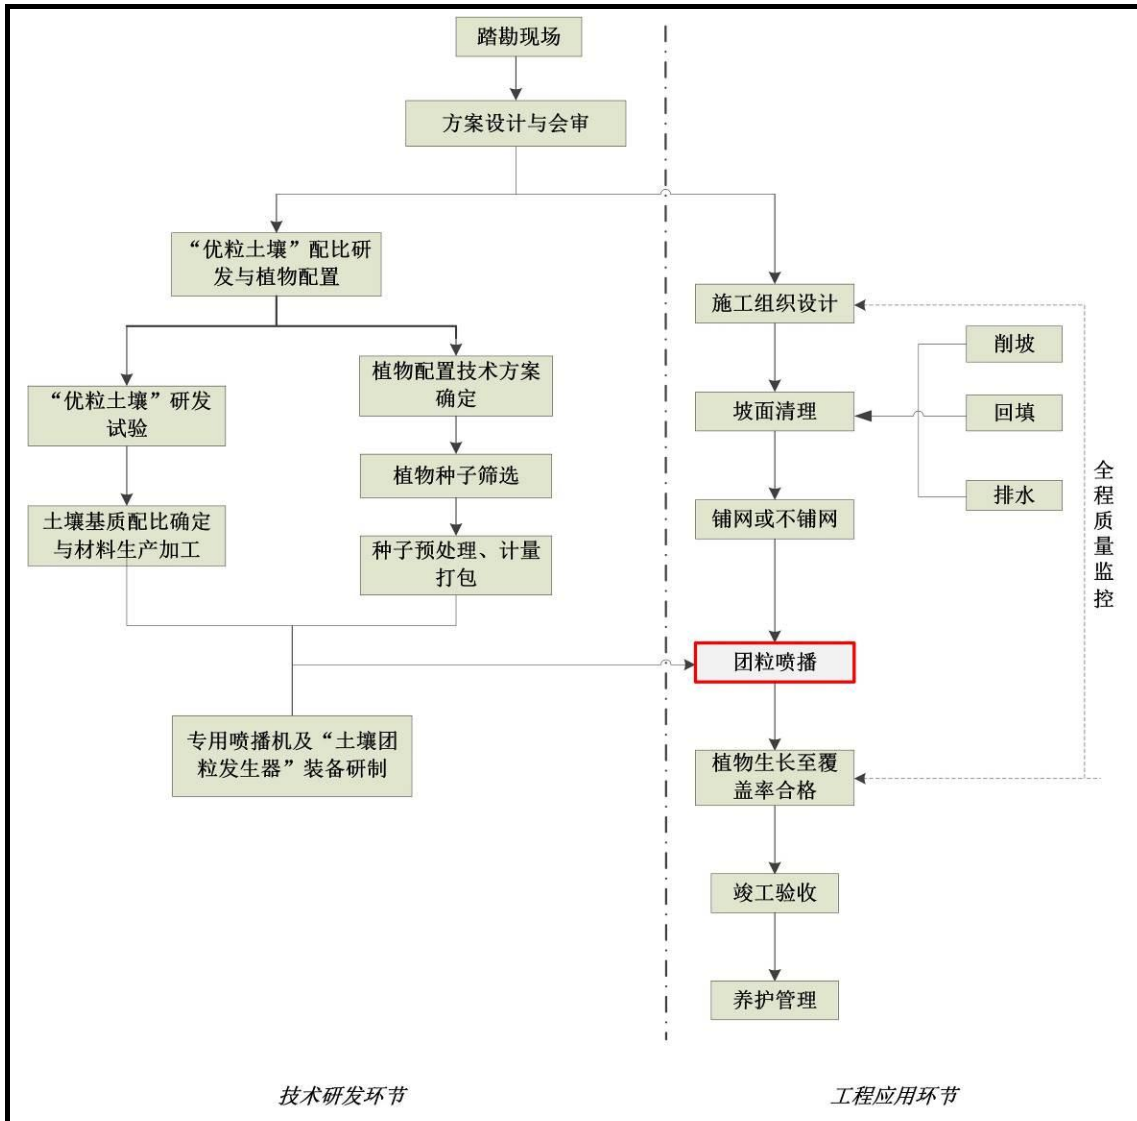 踏勘现场
方案设计与会审
“优粒土壤”配比研
发与植物配置
“优粒土壤”研发
试验
土壤基质配比确定
与材料生产加工
植物配置技术方案
确定
植物种子筛选
种子预处理、计量
打包
专用喷播机及“土壤团
粒发生器”装备研制
施工组织设计
坡面清理
削坡
回填
排水
铺网或不铺网
团粒喷播
植物生长至覆
盖率合格
竣工验收
养护管理
全程质量监控
技术研发环节
工程应用环节